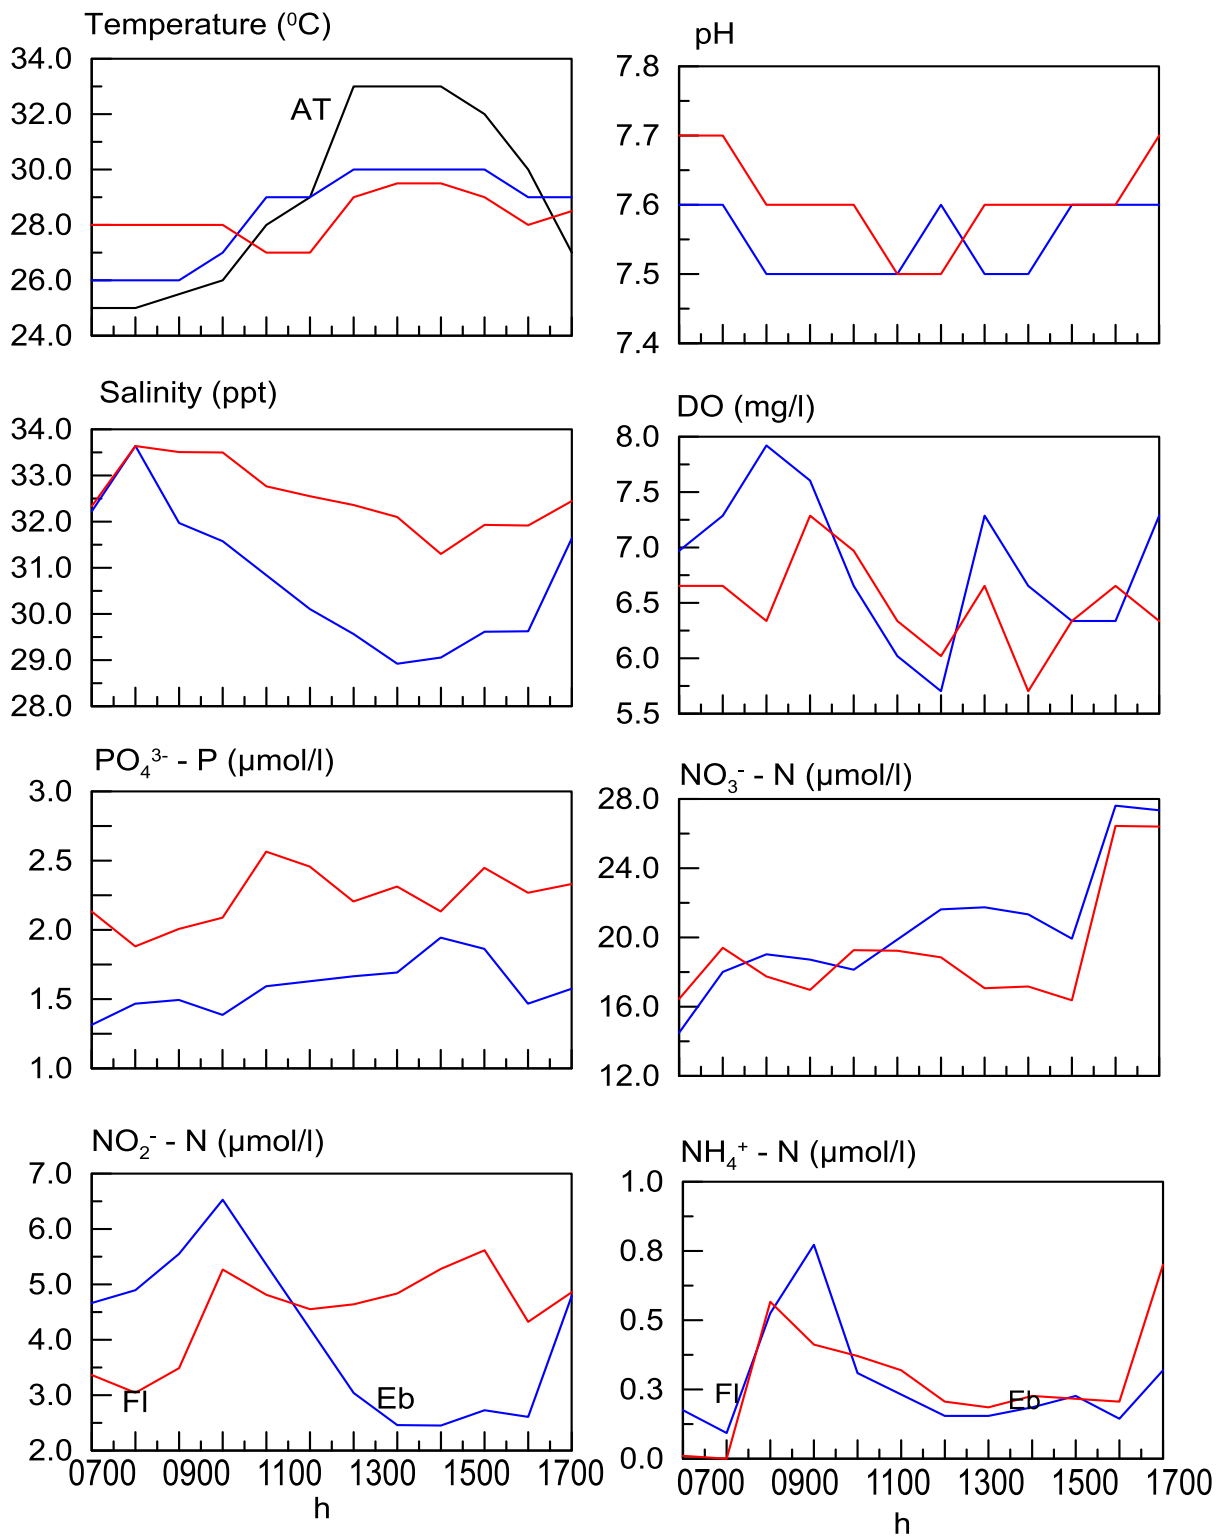 Temperature (⁰C)
34.0
32.0
30.0
28.0
26.0
24.0
AT
pH
7.8
7.7
7.6
7.5
7.4
Salinity (ppt)
34.0
33.0
32.0
31.0
30.0
29.0
28.0
DO (mg/l)
8.0
7.5
7.0
6.5
6.0
5.5
PO₄³⁻ - P (µmol/l)
3.0
2.5
2.0
1.5
1.0
NO₃⁻ - N (µmol/l)
28.0
24.0
20.0
16.0
12.0
NO₂⁻ - N (µmol/l)
7.0
6.0
5.0
4.0
3.0
2.0
Fl
Eb
0700 0900 1100 1300 1500 1700
h
NH₄⁺ - N (µmol/l)
1.0
0.8
0.5
0.3
0.0
Fl
Eb
0700 0900 1100 1300 1500 1700
h